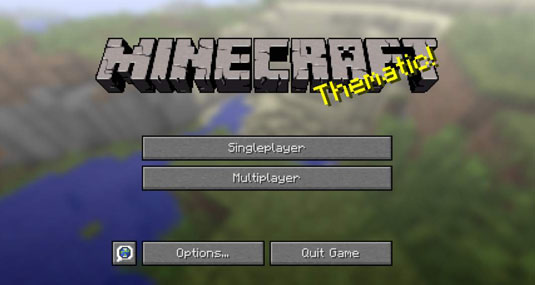 MINECRAFT
Thematic!
Singleplayer
Multiplayer
Options...
Quit Game